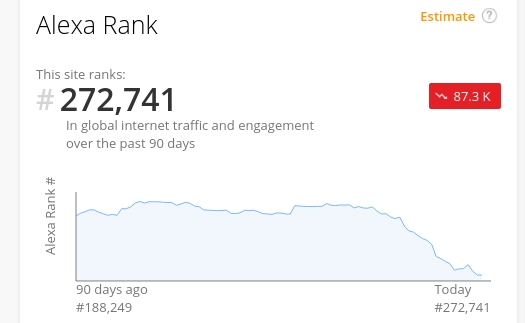 Alexa Rank
Estimate ?
This site ranks:
# 272,741
87.3 K
In global internet traffic and engagement
over the past 90 days
Alexa Rank #
90 days ago
#188,249
Today
#272,741